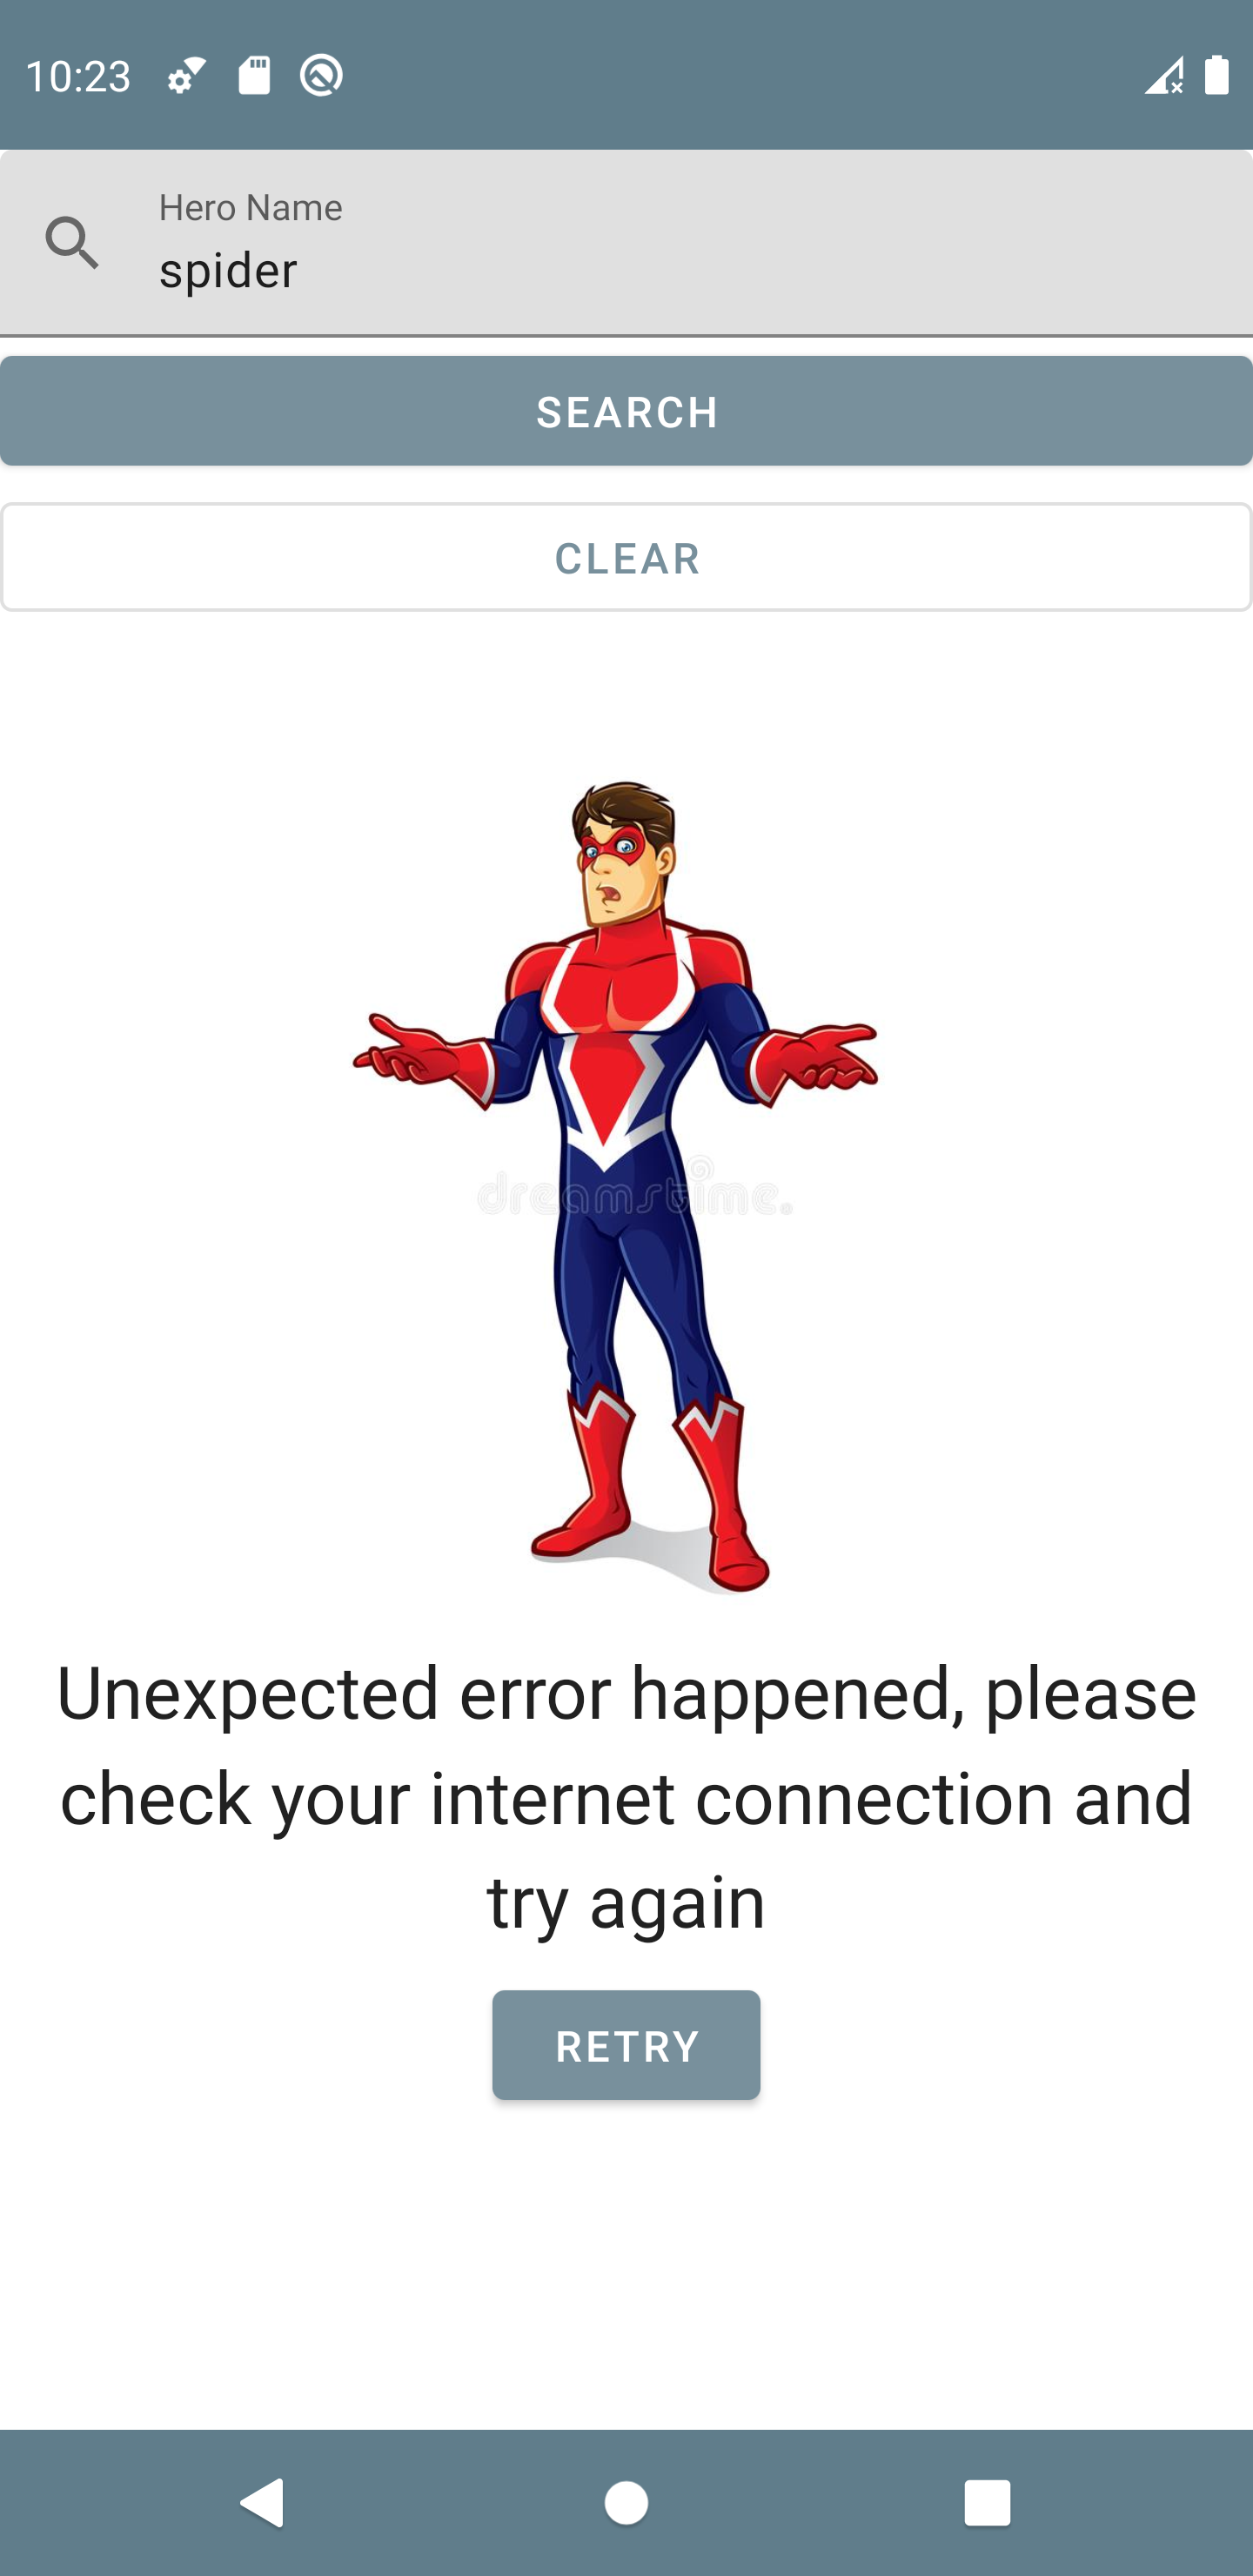 10:23
Hero Name
spider
SEARCH
CLEAR
dreamstime.
Unexpected error happened, please
check your internet connection and
try again
RETRY